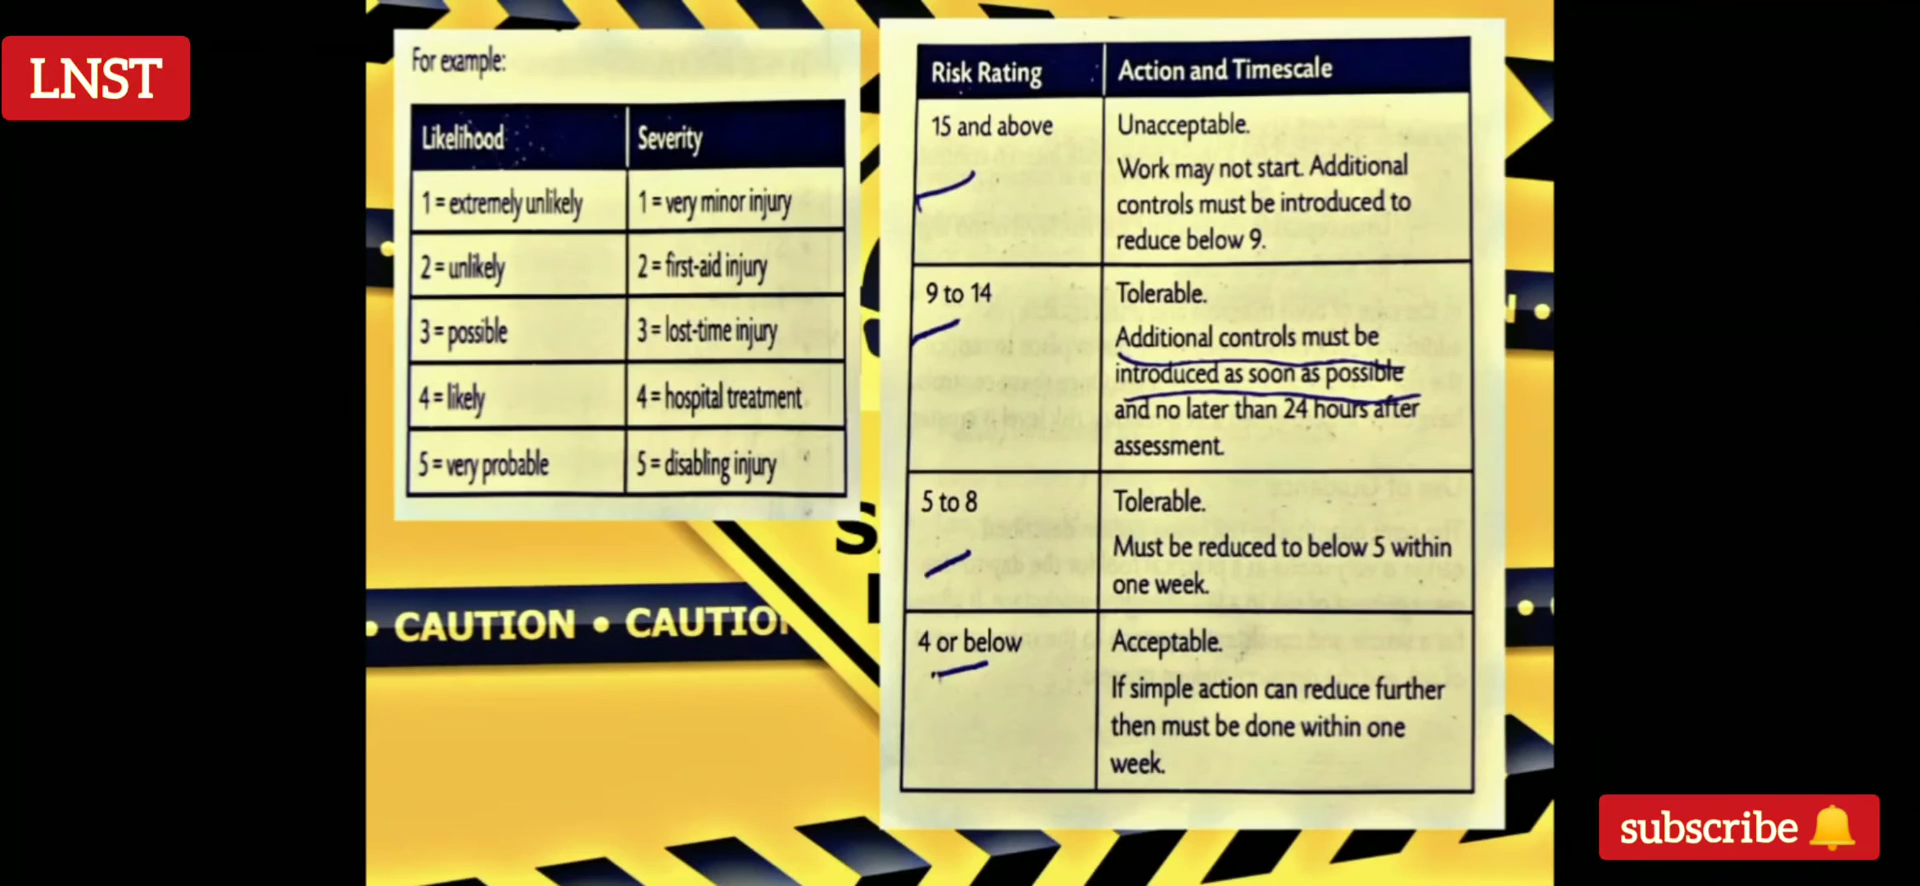 LNST
For example:
Likelihood Severity
1 = extremely unlikely 1 = very minor injury
2 = unlikely 2 = first-aid injury
3 = possible 3 = lost-time injury
4 = likely 4 = hospital treatment
5 = very probable 5 = disabling injury
Risk Rating Action and Timescale
15 and above Unacceptable.
Work may not start. Additional
controls must be introduced to
reduce below 9.
9 to 14 Tolerable.
Additional controls must be
introduced as soon as possible
and no later than 24 hours after
assessment.
5 to 8 Tolerable.
Must be reduced to below 5 within
one week.
4 or below Acceptable.
If simple action can reduce further
then must be done within one
week.
CAUTION • CAUTION
subscribe